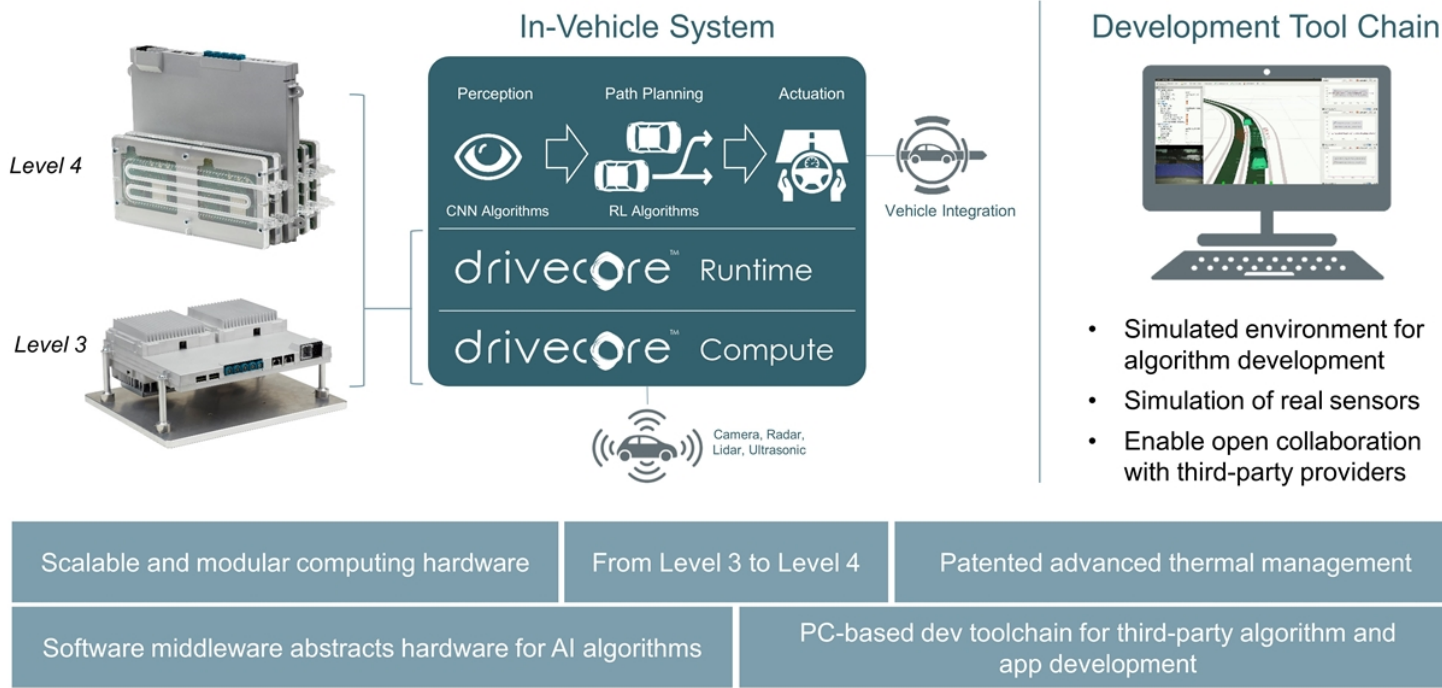 In-Vehicle System
Development Tool Chain
Level 4
Level 3
Perception
Path Planning
Actuation
CNN Algorithms
RL Algorithms
drivecore™ Runtime
drivecore™ Compute
Vehicle Integration
Camera, Radar,
Lidar, Ultrasonic
• Simulated environment for
algorithm development
• Simulation of real sensors
• Enable open collaboration
with third-party providers
Scalable and modular computing hardware
From Level 3 to Level 4
Patented advanced thermal management
Software middleware abstracts hardware for AI algorithms
PC-based dev toolchain for third-party algorithm and
app development